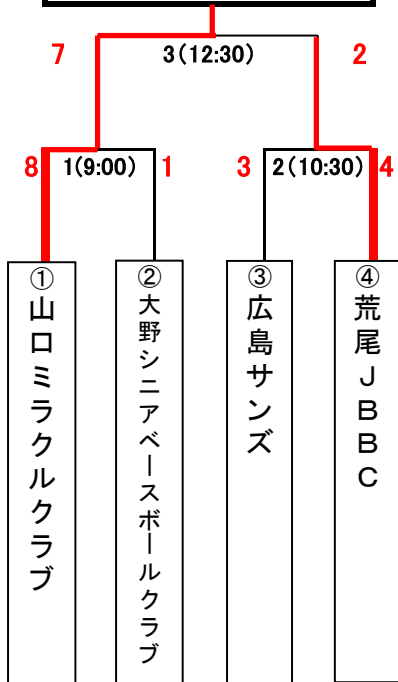 7 3(12:30) 2
8 1(9:00) 1 3 2(10:30) 4
①山口ミラクルクラブ
②大野シニアベースボールクラブ
③広島サンズ
④荒尾JBBC